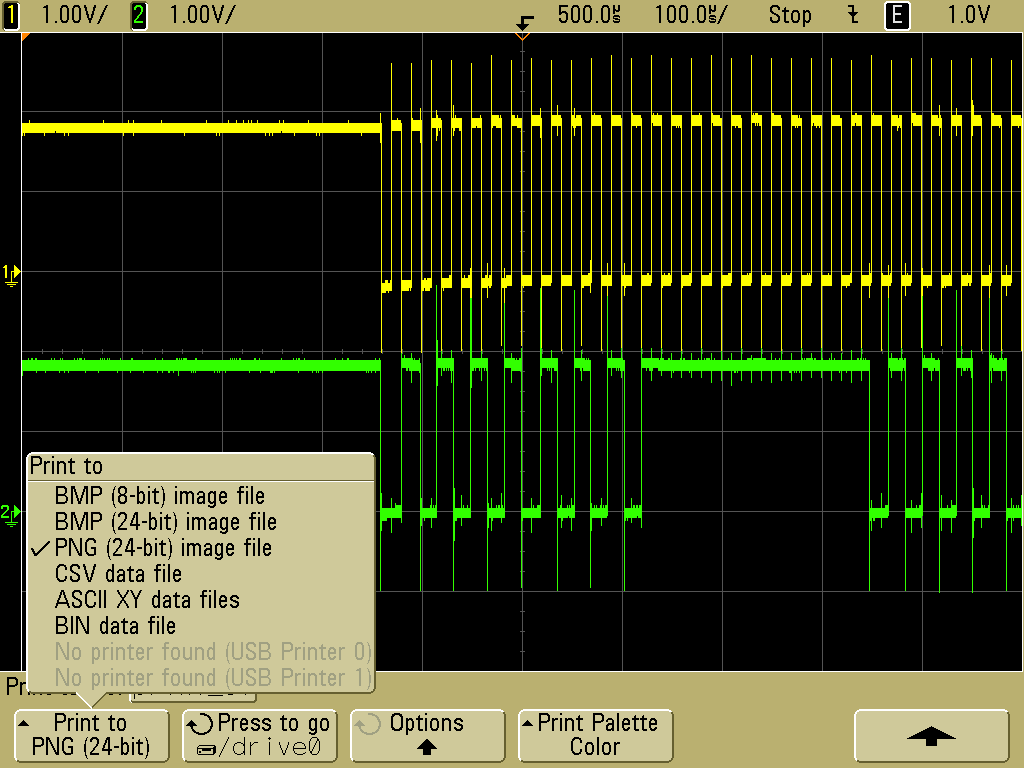 1 1.00V/ 2 1.00V/ 500.0µs 100.0µs/ Stop E 1.0V
1
2
Print to
BMP (8-bit) image file
BMP (24-bit) image file
✓ PNG (24-bit) image file
CSV data file
ASCII XY data files
BIN data file
No printer found (USB Printer 0)
No printer found (USB Printer 1)
Print to
PNG (24-bit)
Press to go
/drive0
Options
Print Palette
Color